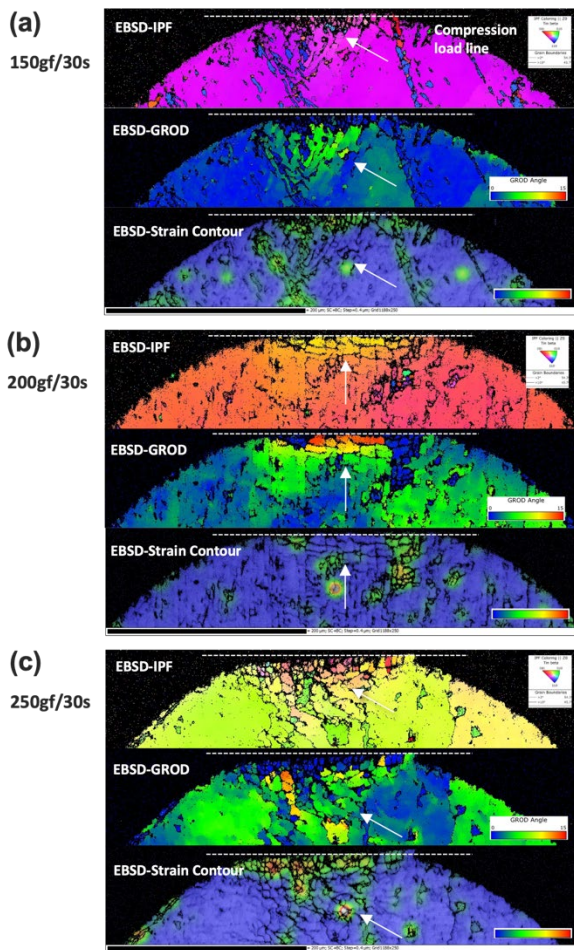 (a)
150gf/30s
EBSD-IPF
Compression
load line
EBSD-GROD
GROD Angle
0 15
EBSD-Strain Contour
(b)
200gf/30s
EBSD-IPF
EBSD-GROD
GROD Angle
0 15
EBSD-Strain Contour
(c)
250gf/30s
EBSD-IPF
EBSD-GROD
GROD Angle
0 15
EBSD-Strain Contour